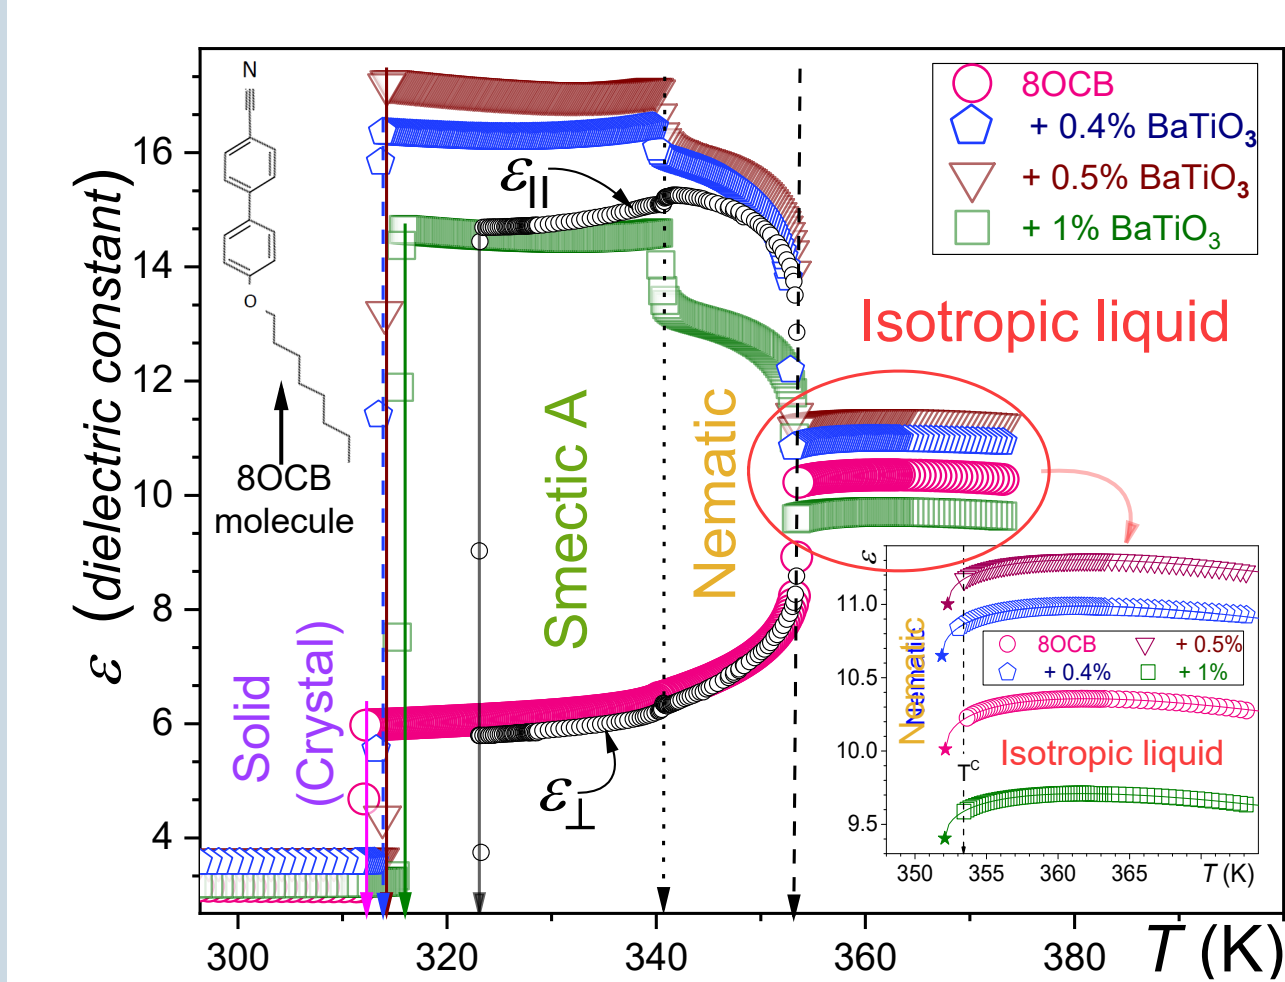 ε (dielectric constant)
16
14
12
10
8
6
4
300
320
340
360
380
T (K)
N
O
8OCB
molecule
ε||
ε⊥
Solid
(Crystal)
Smectic A
Nematic
Isotropic liquid
8OCB
+ 0.4% BaTiO₃
+ 0.5% BaTiO₃
+ 1% BaTiO₃
ε
11.0
10.5
10.0
9.5
Nematic
8OCB
+ 0.5%
+ 0.4%
+ 1%
Isotropic liquid
TC
350
355
360
365
T (K)